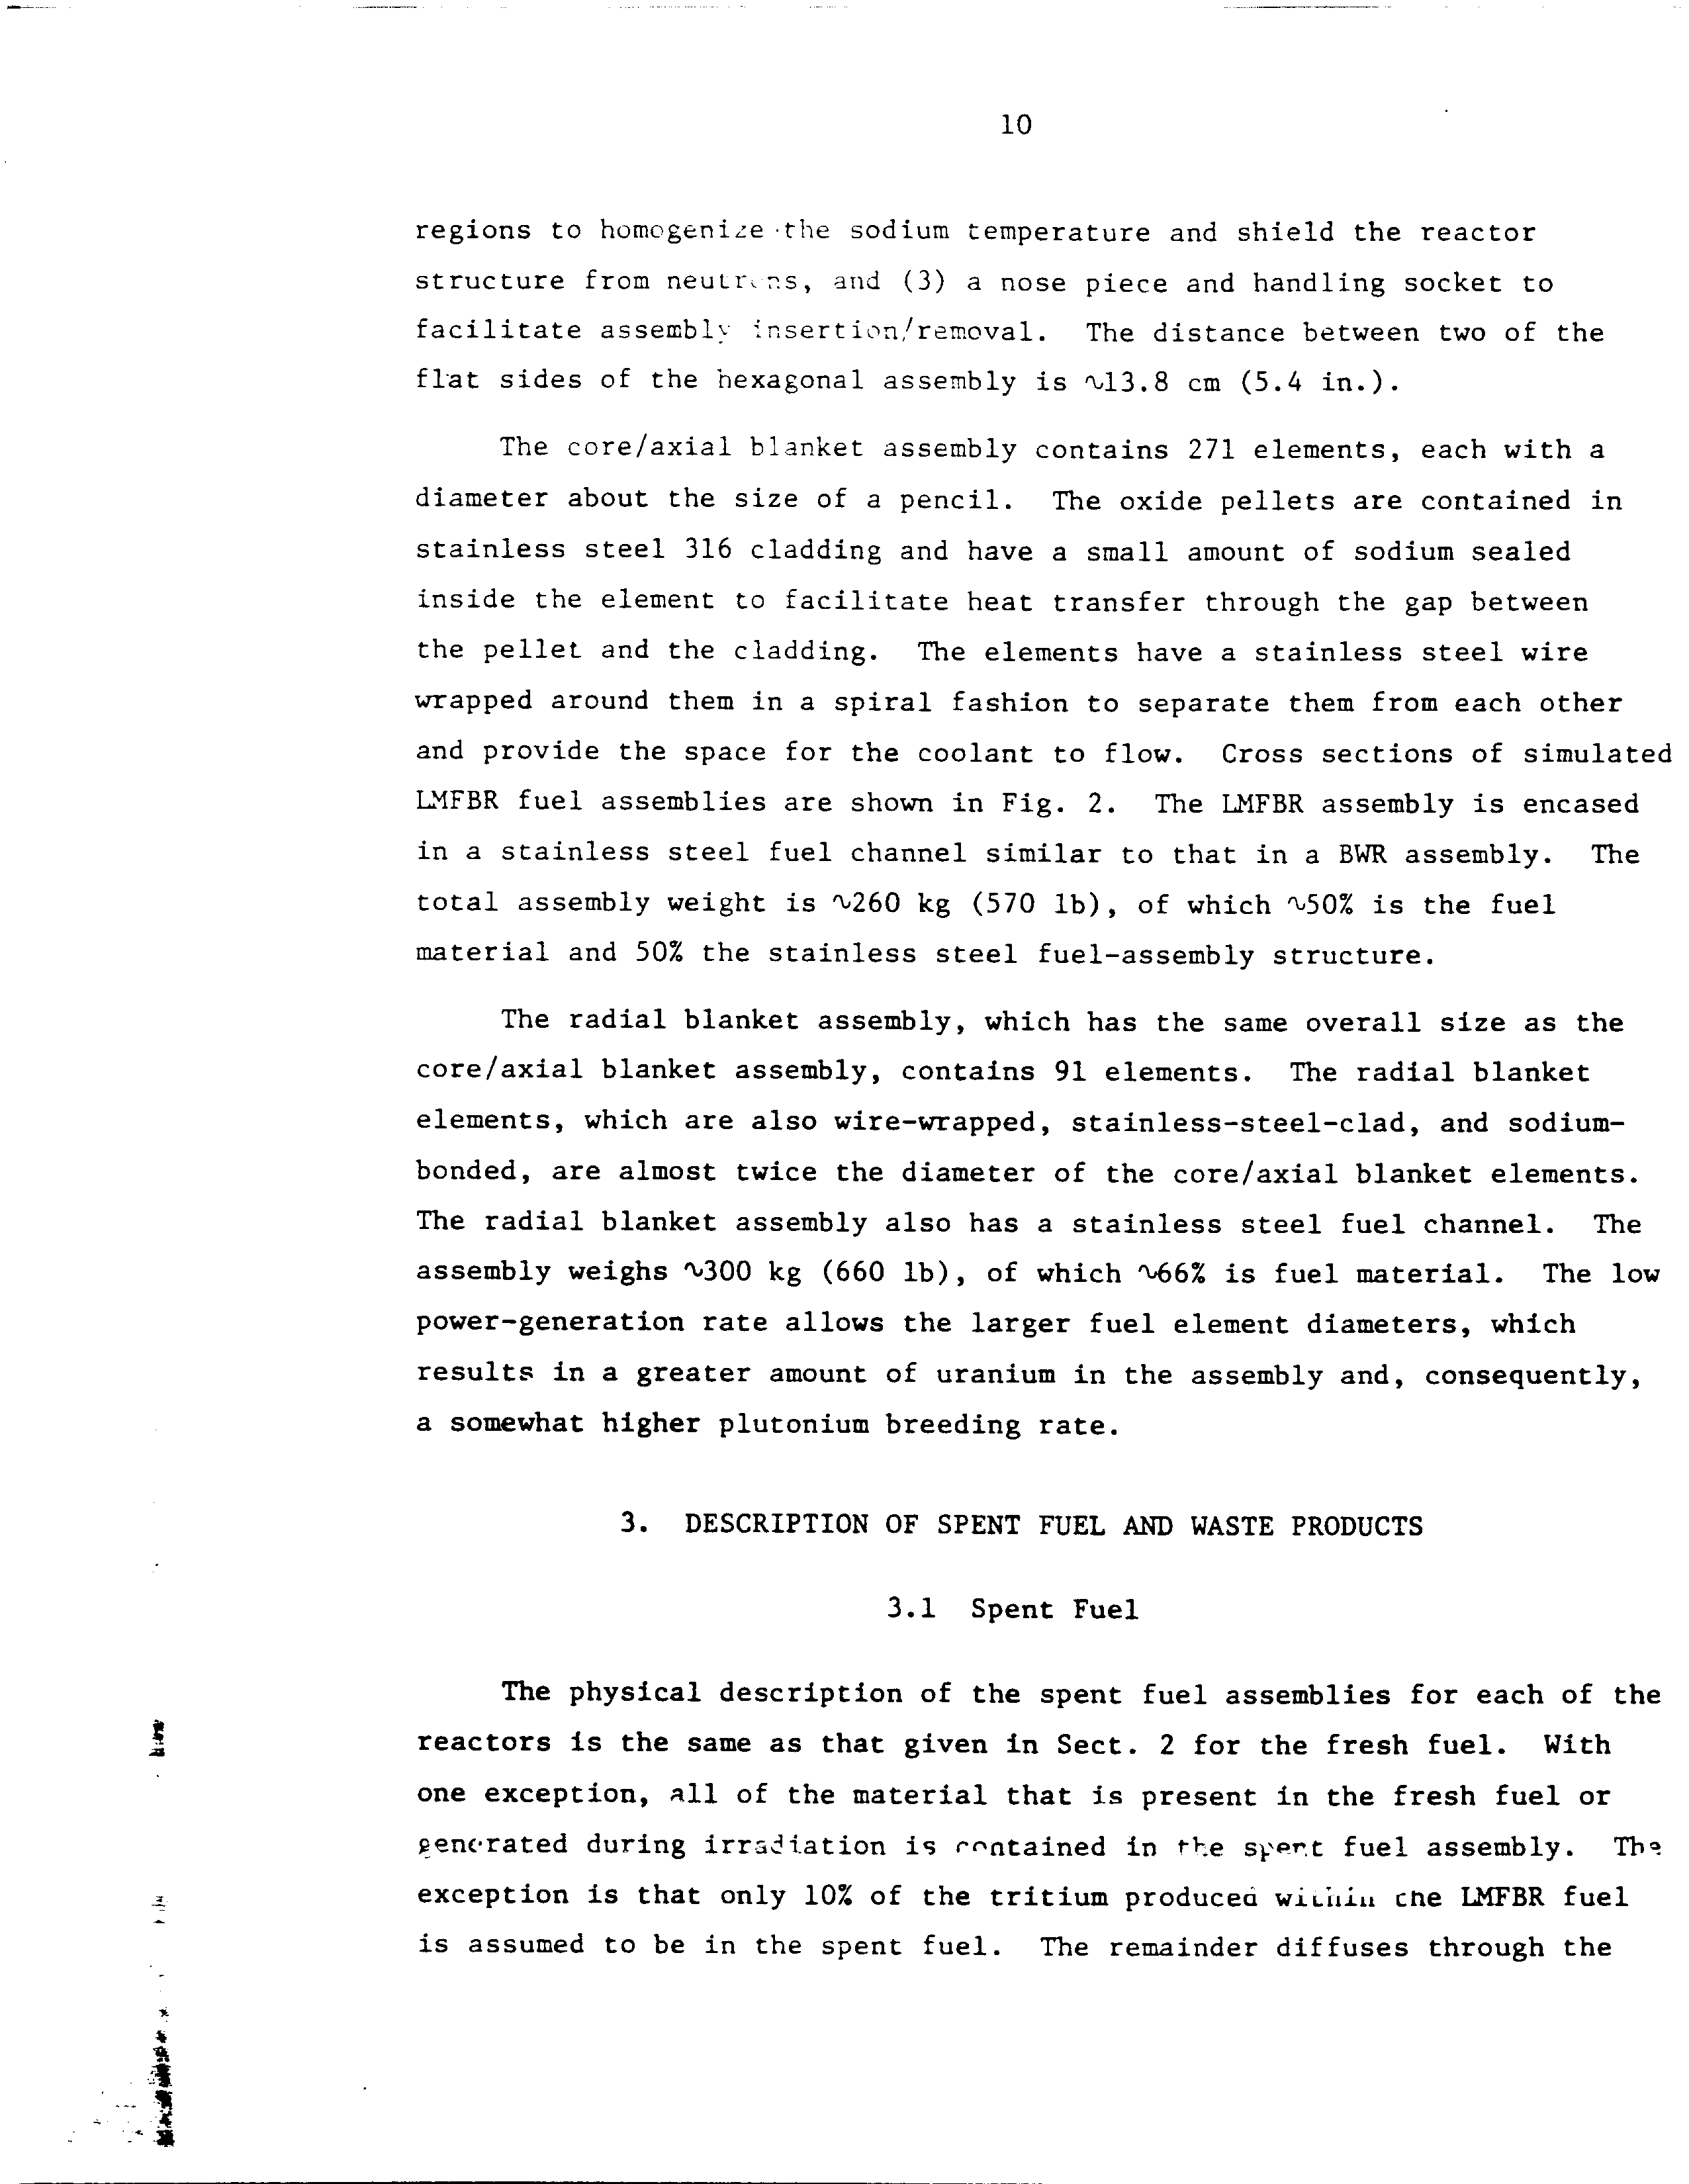 10
regions to homogenize the sodium temperature and shield the reactor
structure from neutrons, and (3) a nose piece and handling socket to
facilitate assembly insertion/removal. The distance between two of the
flat sides of the hexagonal assembly is ∿13.8 cm (5.4 in.).
The core/axial blanket assembly contains 271 elements, each with a
diameter about the size of a pencil. The oxide pellets are contained in
stainless steel 316 cladding and have a small amount of sodium sealed
inside the element to facilitate heat transfer through the gap between
the pellet and the cladding. The elements have a stainless steel wire
wrapped around them in a spiral fashion to separate them from each other
and provide the space for the coolant to flow. Cross sections of simulated
LMFBR fuel assemblies are shown in Fig. 2. The LMFBR assembly is encased
in a stainless steel fuel channel similar to that in a BWR assembly. The
total assembly weight is ∿260 kg (570 lb), of which ∿50% is the fuel
material and 50% the stainless steel fuel-assembly structure.
The radial blanket assembly, which has the same overall size as the
core/axial blanket assembly, contains 91 elements. The radial blanket
elements, which are also wire-wrapped, stainless-steel-clad, and sodium-
bonded, are almost twice the diameter of the core/axial blanket elements.
The radial blanket assembly also has a stainless steel fuel channel. The
assembly weighs ∿300 kg (660 lb), of which ∿66% is fuel material. The low
power-generation rate allows the larger fuel element diameters, which
results in a greater amount of uranium in the assembly and, consequently,
a somewhat higher plutonium breeding rate.
3. DESCRIPTION OF SPENT FUEL AND WASTE PRODUCTS
3.1 Spent Fuel
The physical description of the spent fuel assemblies for each of the
reactors is the same as that given in Sect. 2 for the fresh fuel. With
one exception, all of the material that is present in the fresh fuel or
generated during irradiation is contained in the spent fuel assembly. The
exception is that only 10% of the tritium produced within the LMFBR fuel
is assumed to be in the spent fuel. The remainder diffuses through the